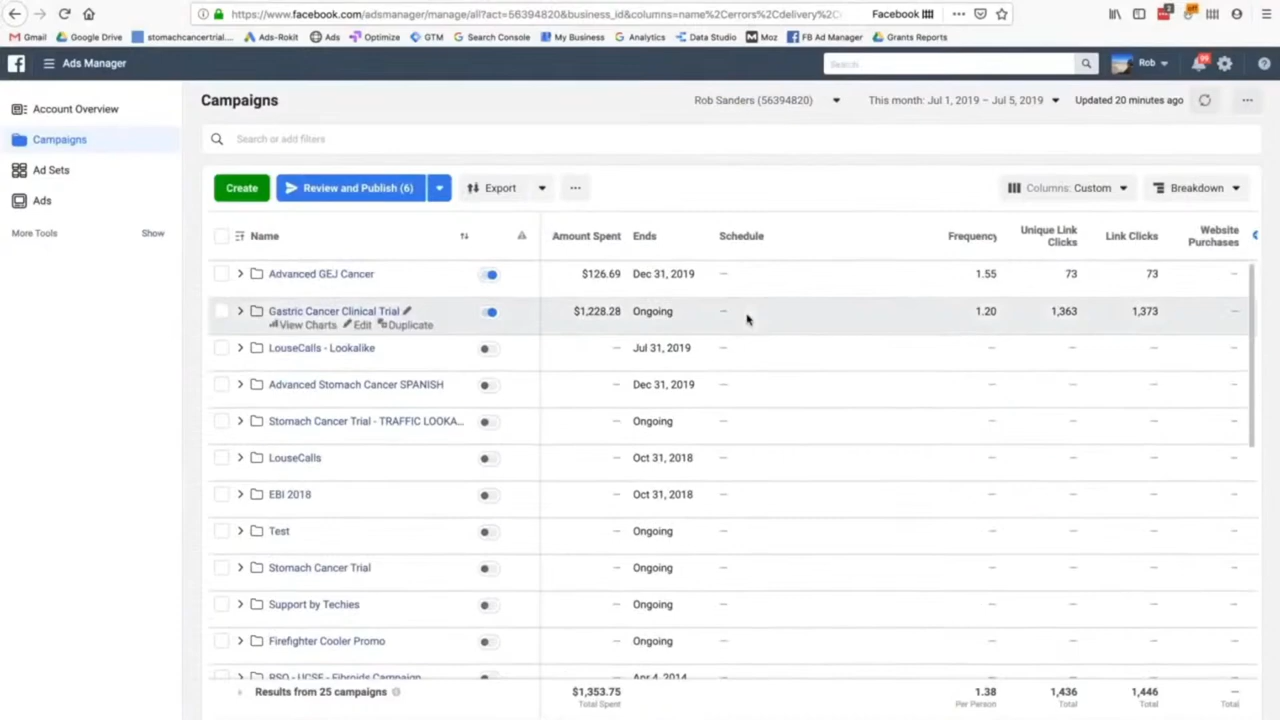 https://www.facebook.com/adsmanager/manage/all?act=56394820&business_id&columns=name%2Cerrors%2Cdelivery%2C
Facebook
Gmail Google Drive stomachcancertrial.... Ads-Rokit Ads Optimize GTM Search Console My Business Analytics Data Studio Moz FB Ad Manager Grants Reports
Ads Manager Search Rob
Account Overview
Campaigns
Ad Sets
Ads
More Tools Show
Campaigns Rob Sanders (56394820) This month: Jul 1, 2019 – Jul 5, 2019 Updated 20 minutes ago
Search or add filters
Create Review and Publish (6) Export Columns: Custom Breakdown
Name Amount Spent Ends Schedule Frequency Unique Link Clicks Link Clicks Website Purchases
Advanced GEJ Cancer $126.69 Dec 31, 2019 — 1.55 73 73 —
Gastric Cancer Clinical Trial $1,228.28 Ongoing — 1.20 1,363 1,373 —
View Charts Edit Duplicate
LouseCalls - Lookalike — Jul 31, 2019 — — — — —
Advanced Stomach Cancer SPANISH — Dec 31, 2019 — — — — —
Stomach Cancer Trial - TRAFFIC LOOKA... — Ongoing — — — — —
LouseCalls — Oct 31, 2018 — — — — —
EBI 2018 — Oct 31, 2018 — — — — —
Test — Ongoing — — — — —
Stomach Cancer Trial — Ongoing — — — — —
Support by Techies — Ongoing — — — — —
Firefighter Cooler Promo — Ongoing — — — — —
RSO - UCSF - Fibroids Campaign Apr 4, 2014
Results from 25 campaigns $1,353.75 1.38 1,436 1,446 —
Total Spent Per Person Total Total Total